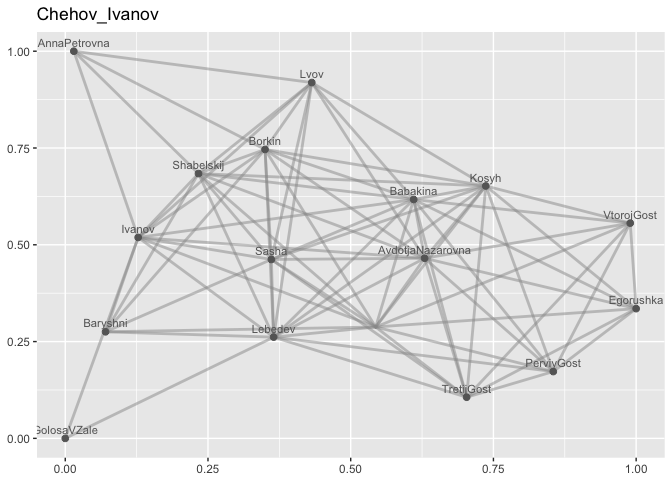 Chehov_Ivanov
1.00
AnnaPetrovna
Lvov
0.75
Borkin
Shabelskij
Kosyh
Babakina
VtorojGost
Ivanov
0.50
Sasha
AvdotjaNazarovna
Egorushka
Baryshni
Lebedev
0.25
PervivGost
TretijGost
GolosaVZale
0.00
0.00 0.25 0.50 0.75 1.00